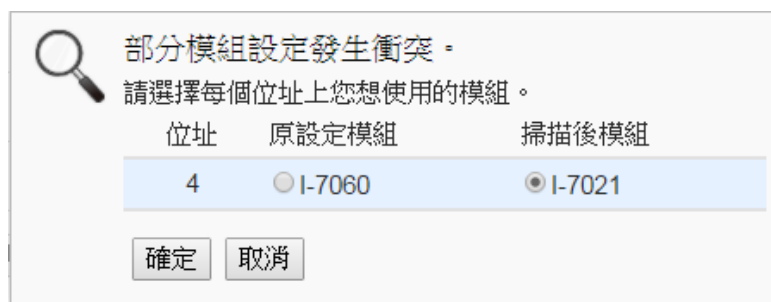 部分模組設定發生衝突。
請選擇每個位址上您想使用的模組。
位址 原設定模組 掃描後模組
4 I-7060 I-7021
確定 取消